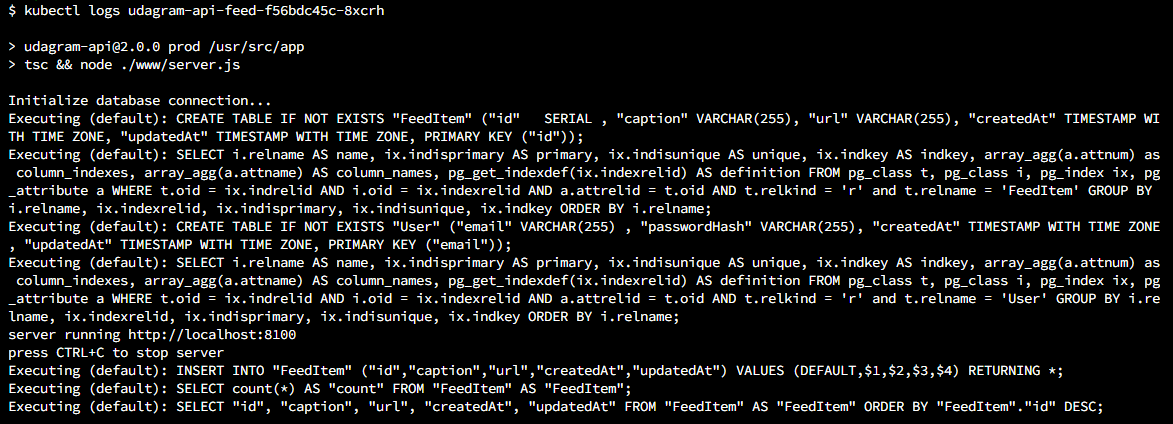 $ kubectl logs udagram-api-feed-f56bdc45c-8xcrh
> udagram-api@2.0.0 prod /usr/src/app
> tsc && node ./www/server.js
Initialize database connection...
Executing (default): CREATE TABLE IF NOT EXISTS "FeedItem" ("id"   SERIAL , "caption" VARCHAR(255), "url" VARCHAR(255), "createdAt" TIMESTAMP WI
TH TIME ZONE, "updatedAt" TIMESTAMP WITH TIME ZONE, PRIMARY KEY ("id"));
Executing (default): SELECT i.relname AS name, ix.indisprimary AS primary, ix.indisunique AS unique, ix.indkey AS indkey, array_agg(a.attnum) as
 column_indexes, array_agg(a.attname) AS column_names, pg_get_indexdef(ix.indexrelid) AS definition FROM pg_class t, pg_class i, pg_index ix, pg
_attribute a WHERE t.oid = ix.indrelid AND i.oid = ix.indexrelid AND a.attrelid = t.oid AND t.relkind = 'r' and t.relname = 'FeedItem' GROUP BY
i.relname, ix.indexrelid, ix.indisprimary, ix.indisunique, ix.indkey ORDER BY i.relname;
Executing (default): CREATE TABLE IF NOT EXISTS "User" ("email" VARCHAR(255) , "passwordHash" VARCHAR(255), "createdAt" TIMESTAMP WITH TIME ZONE
, "updatedAt" TIMESTAMP WITH TIME ZONE, PRIMARY KEY ("email"));
Executing (default): SELECT i.relname AS name, ix.indisprimary AS primary, ix.indisunique AS unique, ix.indkey AS indkey, array_agg(a.attnum) as
 column_indexes, array_agg(a.attname) AS column_names, pg_get_indexdef(ix.indexrelid) AS definition FROM pg_class t, pg_class i, pg_index ix, pg
_attribute a WHERE t.oid = ix.indrelid AND i.oid = ix.indexrelid AND a.attrelid = t.oid AND t.relkind = 'r' and t.relname = 'User' GROUP BY i.re
lname, ix.indexrelid, ix.indisprimary, ix.indisunique, ix.indkey ORDER BY i.relname;
server running http://localhost:8100
press CTRL+C to stop server
Executing (default): INSERT INTO "FeedItem" ("id","caption","url","createdAt","updatedAt") VALUES (DEFAULT,$1,$2,$3,$4) RETURNING *;
Executing (default): SELECT count(*) AS "count" FROM "FeedItem" AS "FeedItem";
Executing (default): SELECT "id", "caption", "url", "createdAt", "updatedAt" FROM "FeedItem" AS "FeedItem" ORDER BY "FeedItem"."id" DESC;